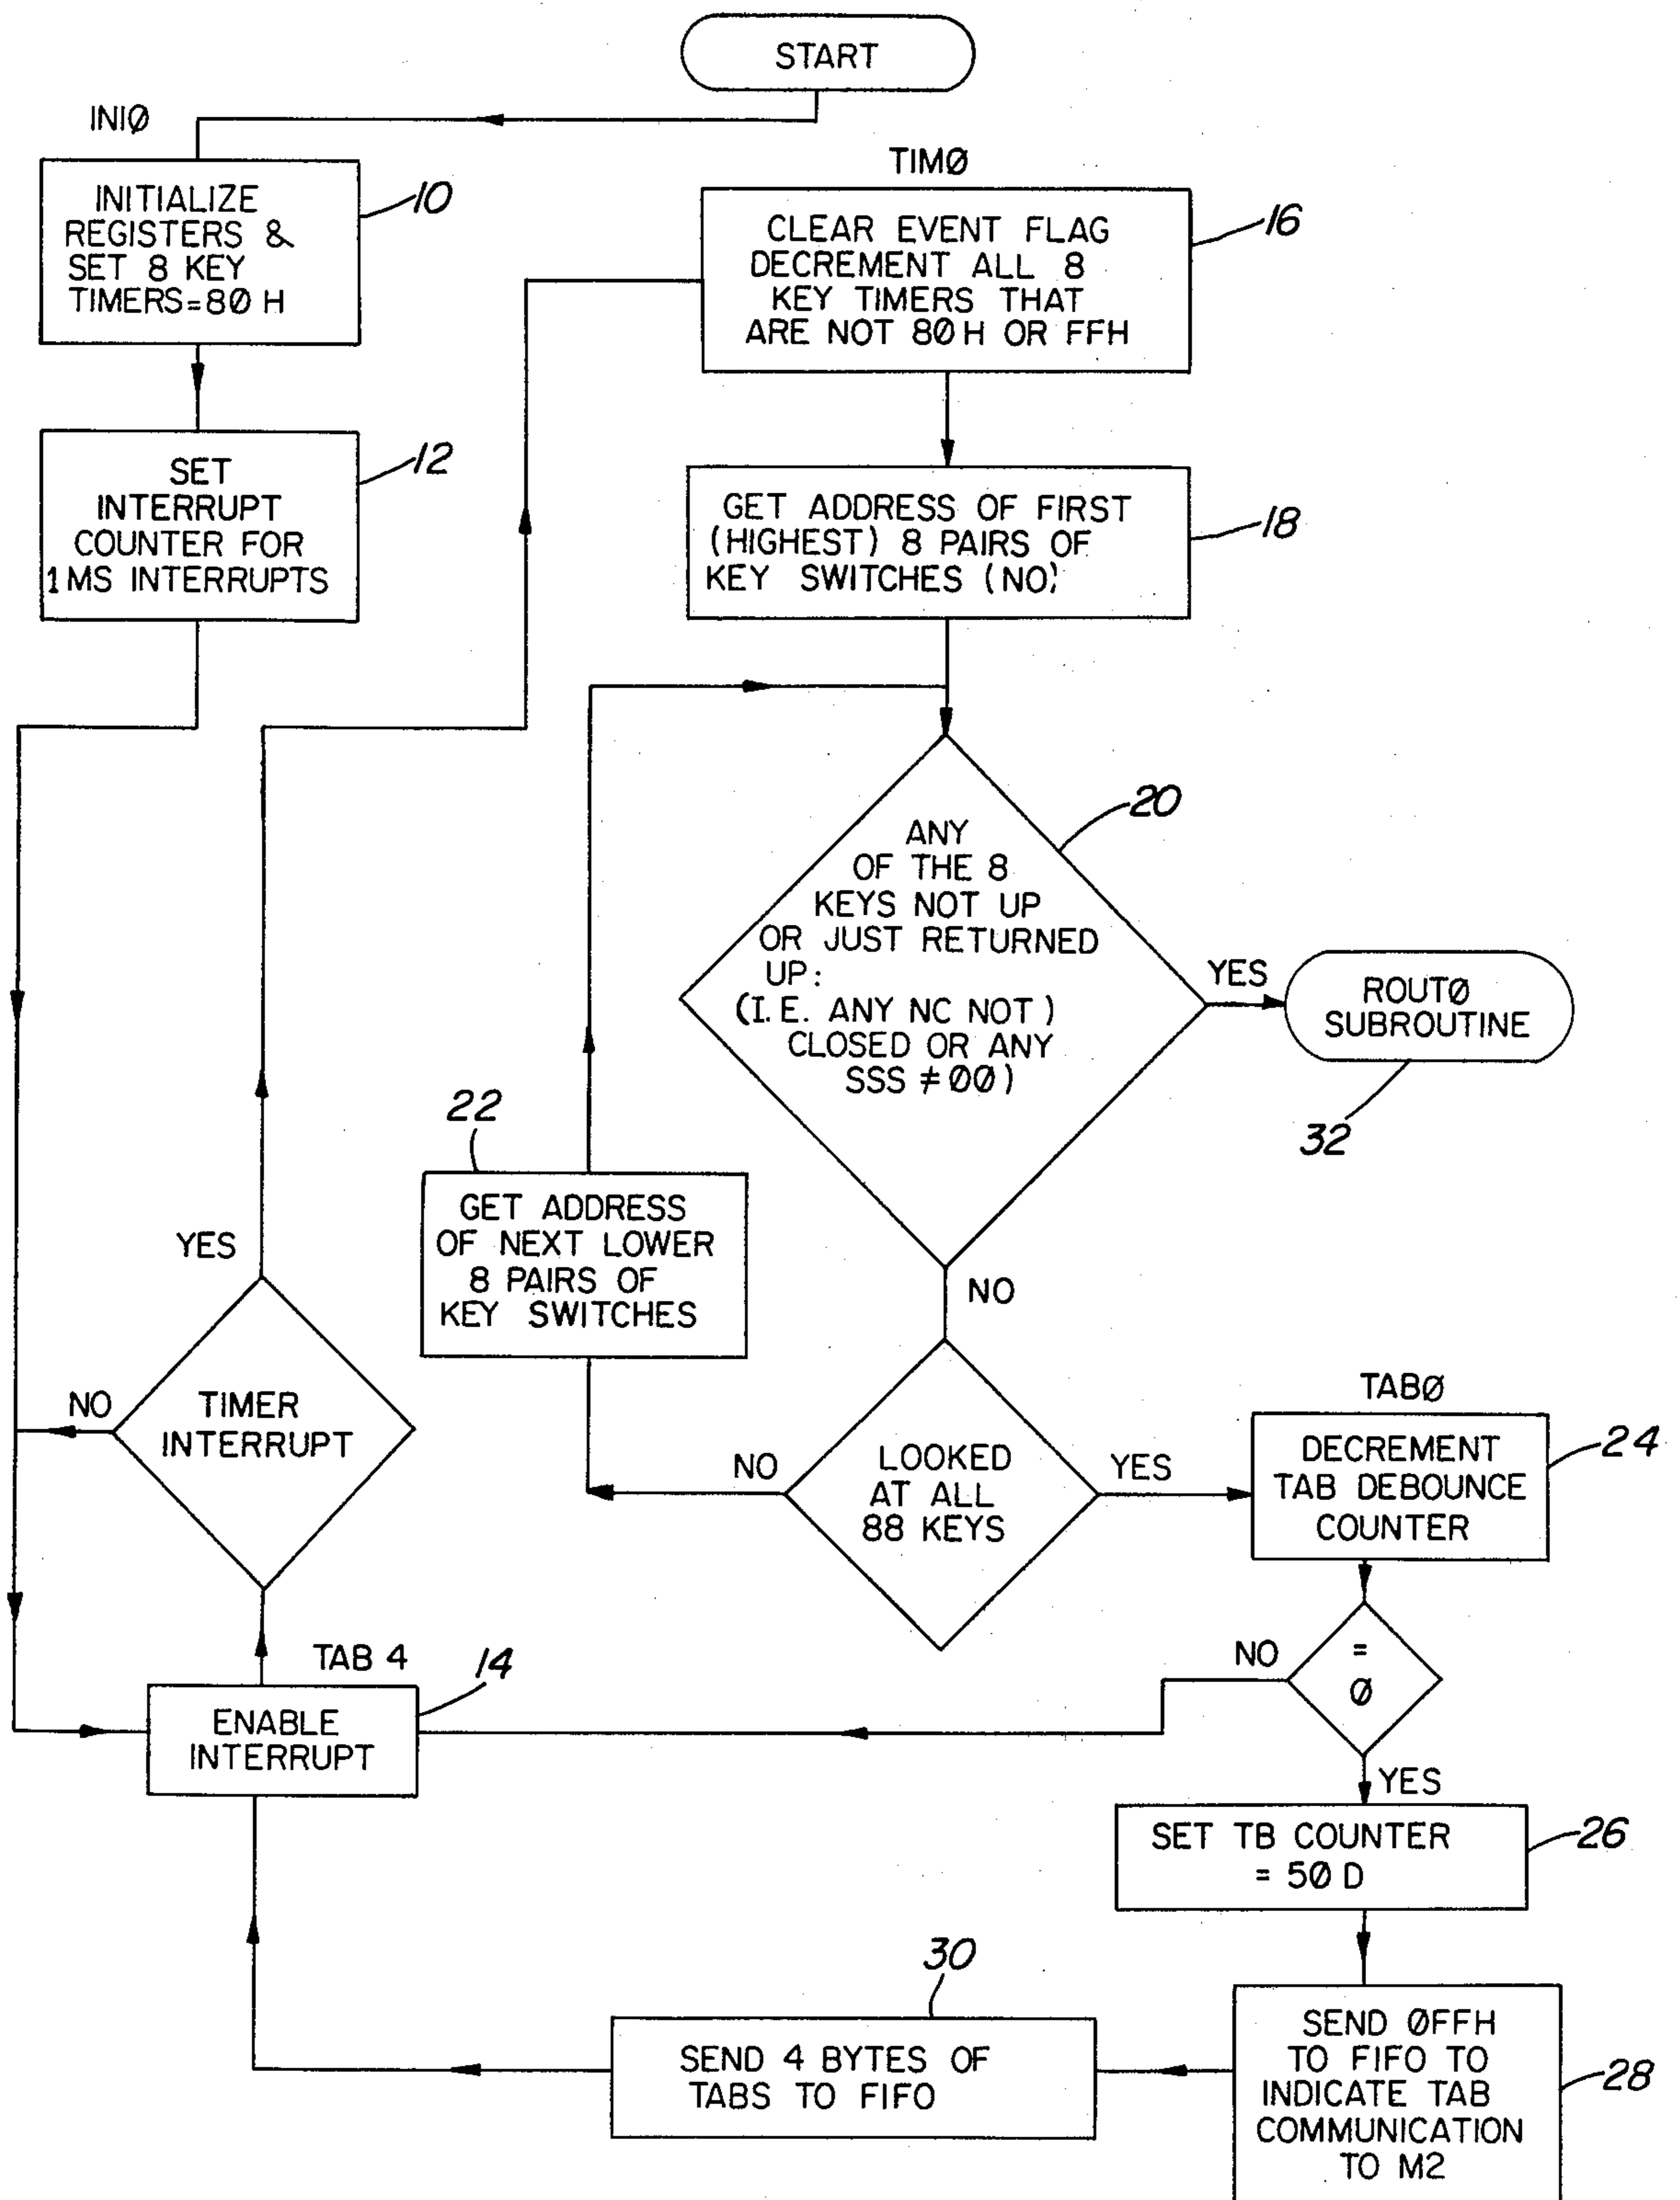 START
INIØ
INITIALIZE
REGISTERS &
SET 8 KEY
TIMERS=8Ø H
10
SET
INTERRUPT
COUNTER FOR
1 MS INTERRUPTS
12
TIMØ
CLEAR EVENT FLAG
DECREMENT ALL 8
KEY TIMERS THAT
ARE NOT 8Ø H OR FFH
16
GET ADDRESS OF FIRST
(HIGHEST) 8 PAIRS OF
KEY SWITCHES (NO)
18
ANY
OF THE 8
KEYS NOT UP
OR JUST RETURNED
UP:
(I.E. ANY NC NOT)
CLOSED OR ANY
SSS ≠ ØØ)
20
YES
ROUTØ
SUBROUTINE
32
22
GET ADDRESS
OF NEXT LOWER
8 PAIRS OF
KEY SWITCHES
NO
YES
TIMER
INTERRUPT
NO
LOOKED
AT ALL
88 KEYS
NO
YES
TABØ
DECREMENT
TAB DEBOUNCE
COUNTER
24
=
Ø
NO
YES
TAB 4
14
ENABLE
INTERRUPT
SET TB COUNTER
= 5Ø D
26
SEND ØFFH
TO FIFO TO
INDICATE TAB
COMMUNICATION
TO M2
28
30
SEND 4 BYTES OF
TABS TO FIFO